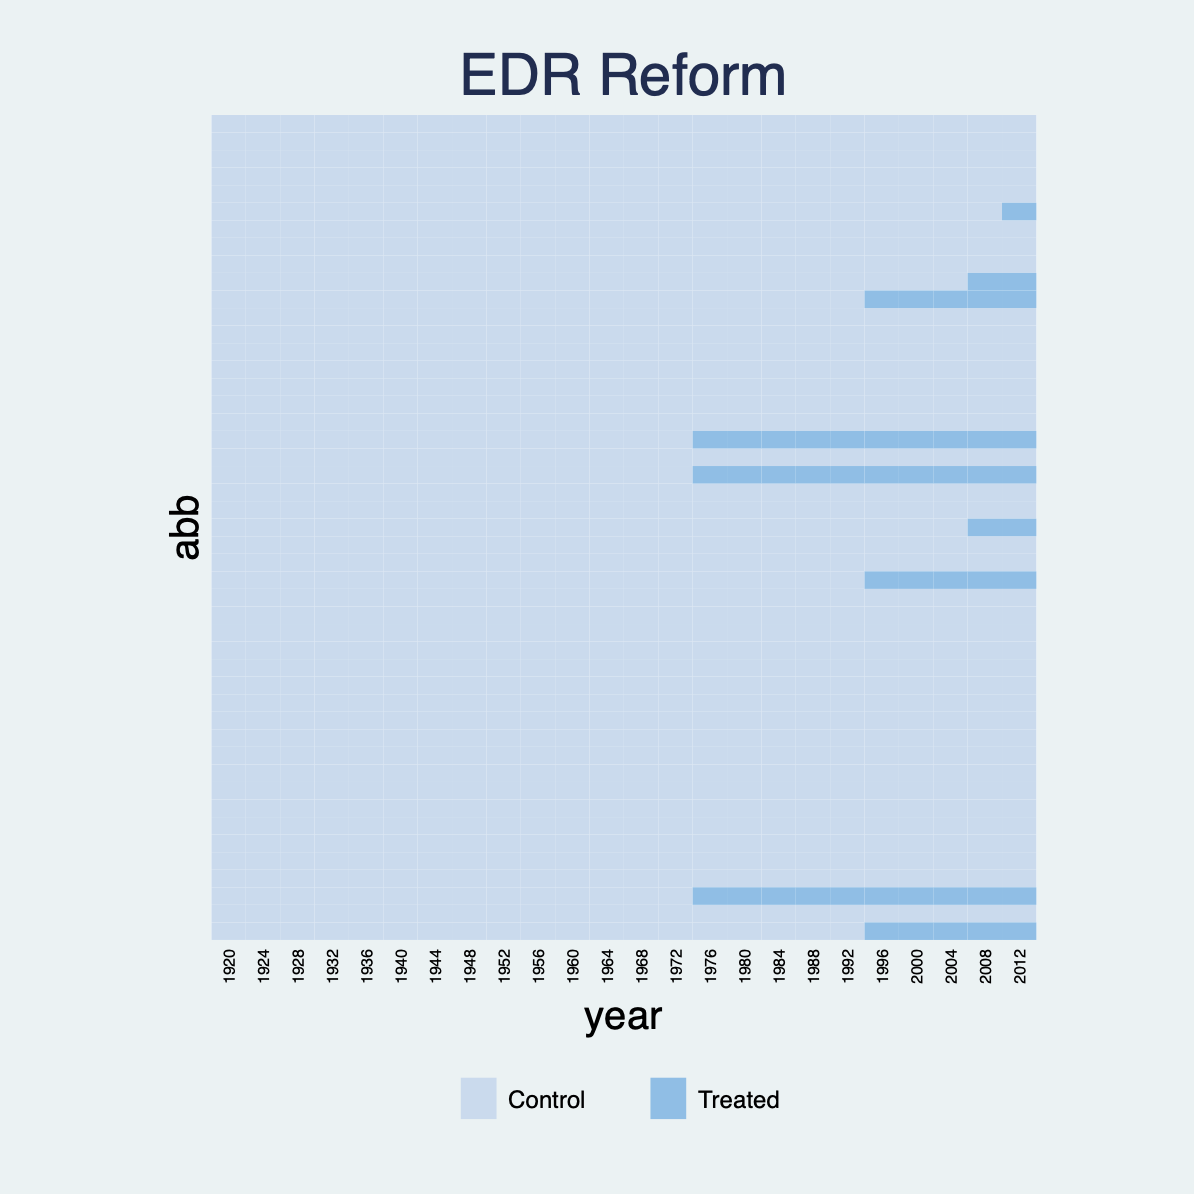 EDR Reform
abb
1920 1924 1928 1932 1936 1940 1944 1948 1952 1956 1960 1964 1968 1972 1976 1980 1984 1988 1992 1996 2000 2004 2008 2012
year
Control Treated